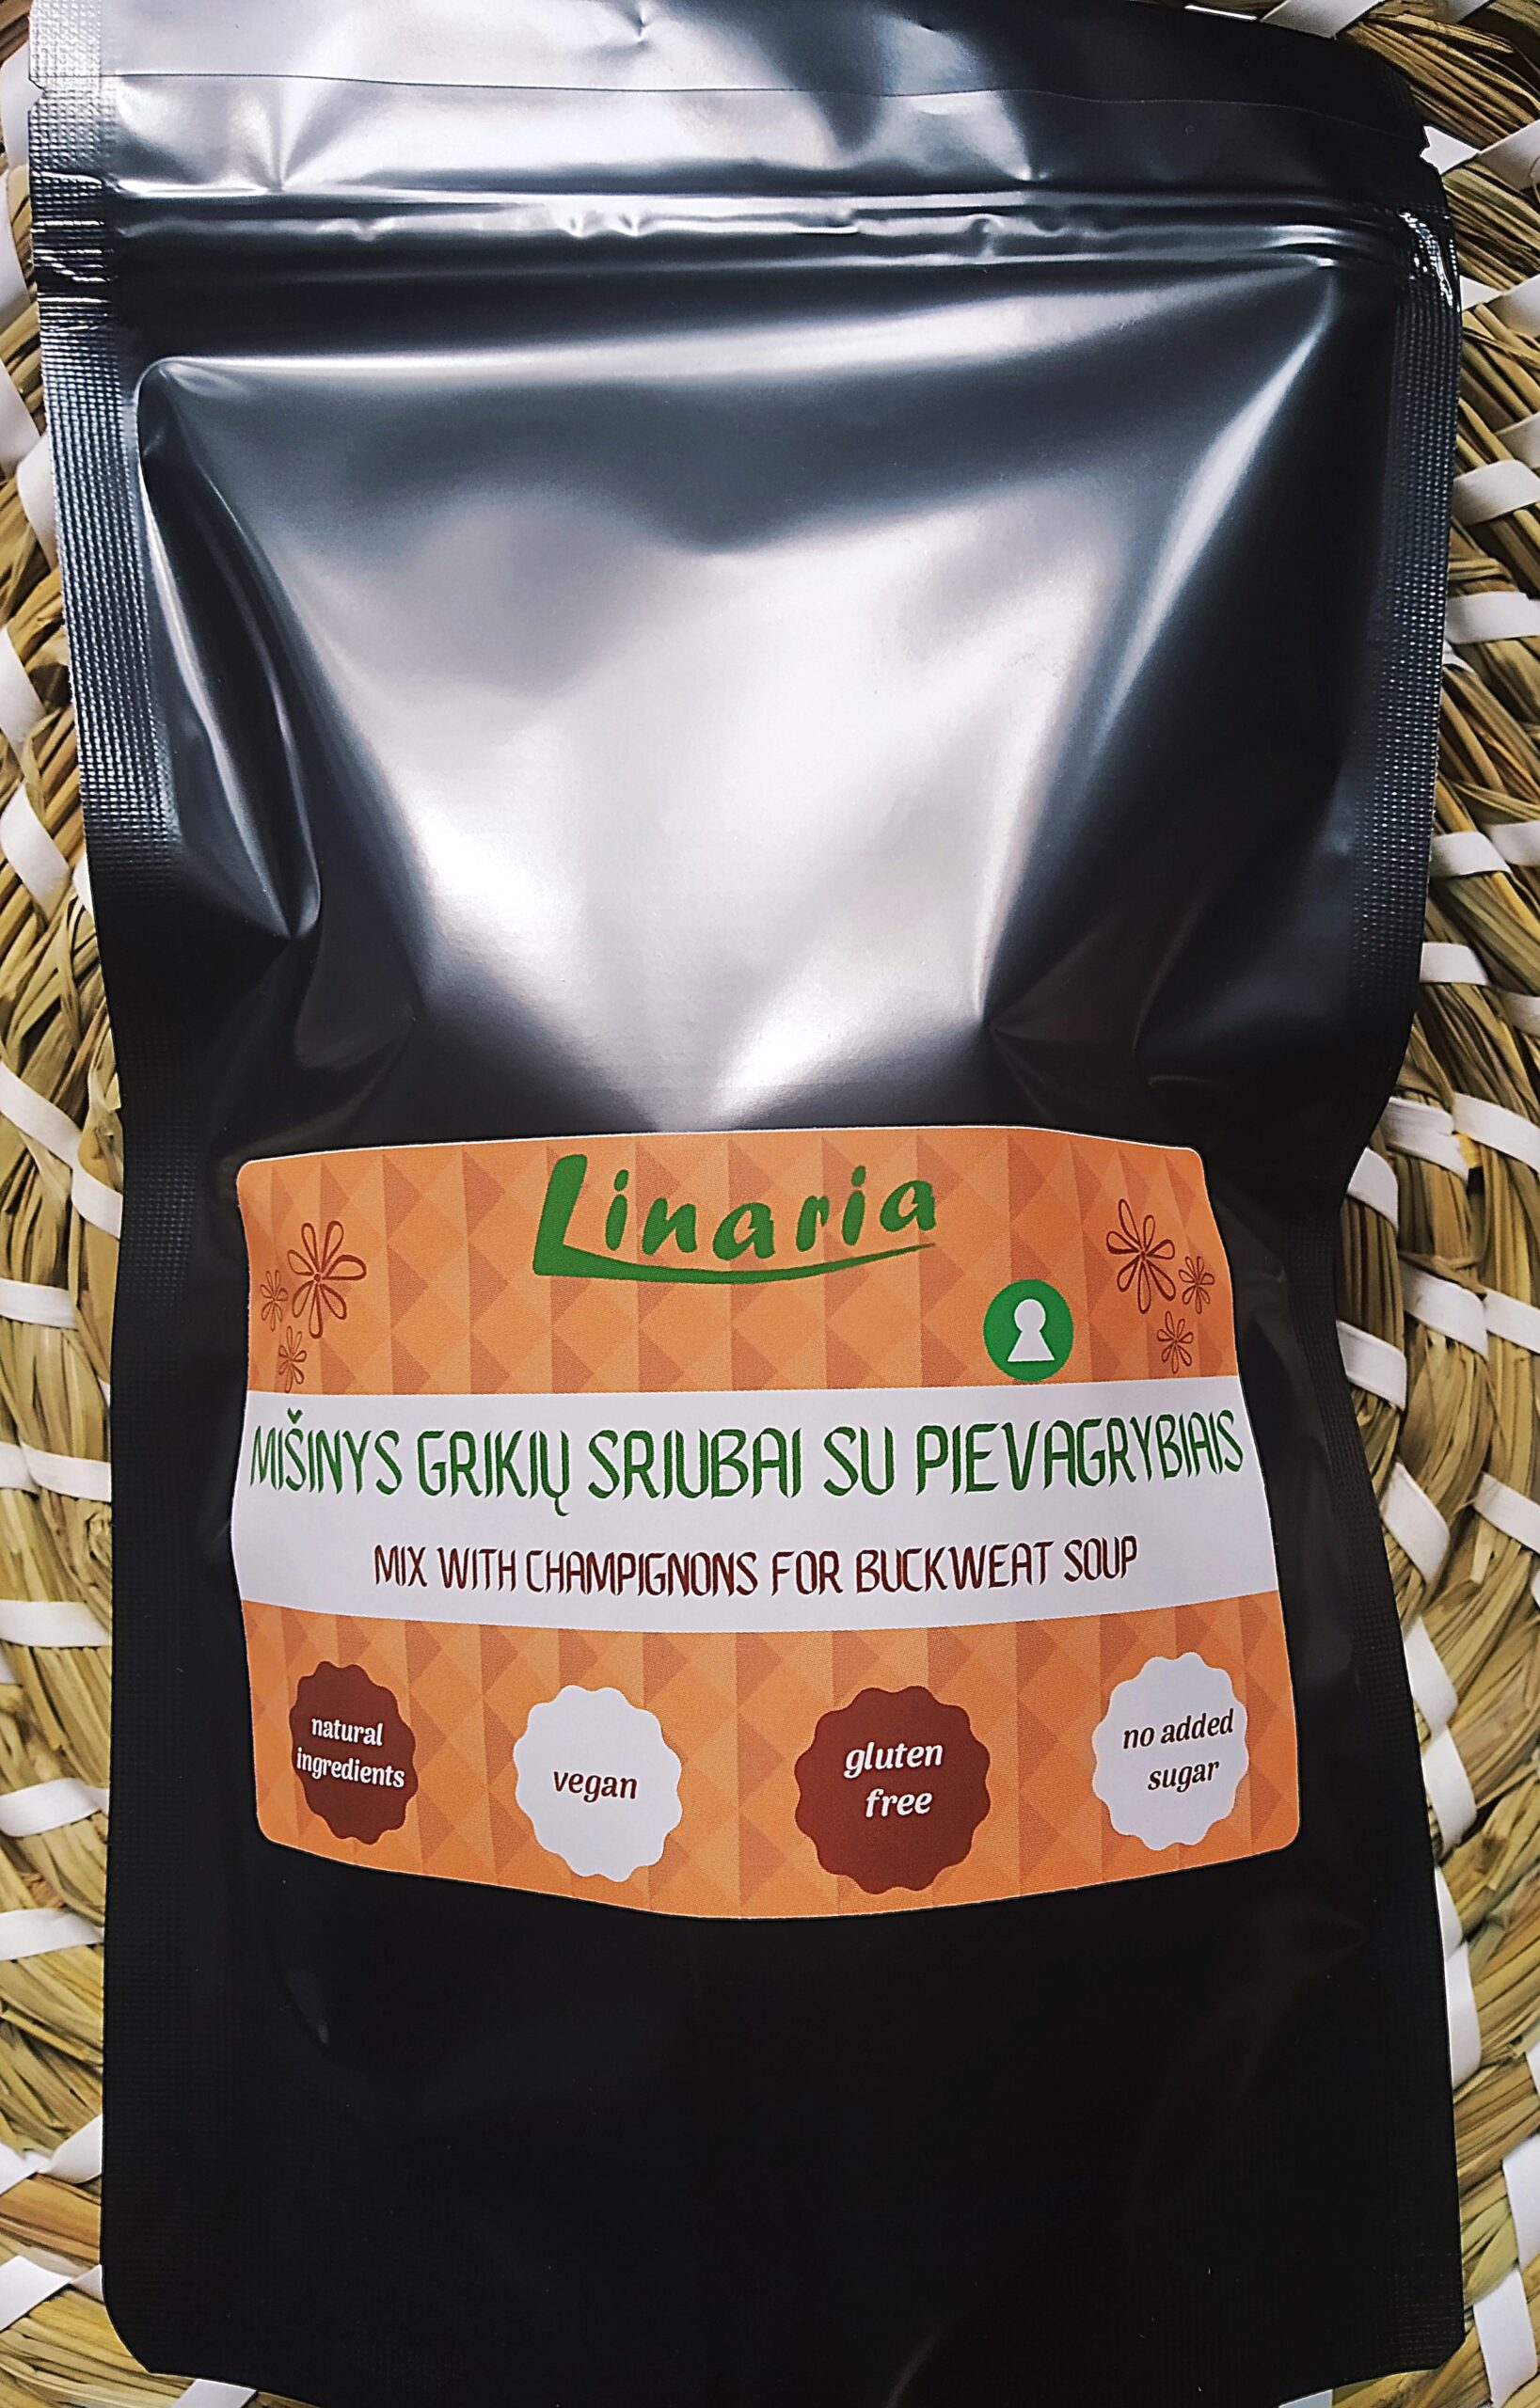 Linaria
MIŠINYS GRIKIŲ SRIUBAI SU PIEVAGRYBIAIS
MIX WITH CHAMPIGNONS FOR BUCKWEAT SOUP
natural
ingredients
vegan
gluten
free
no added
sugar